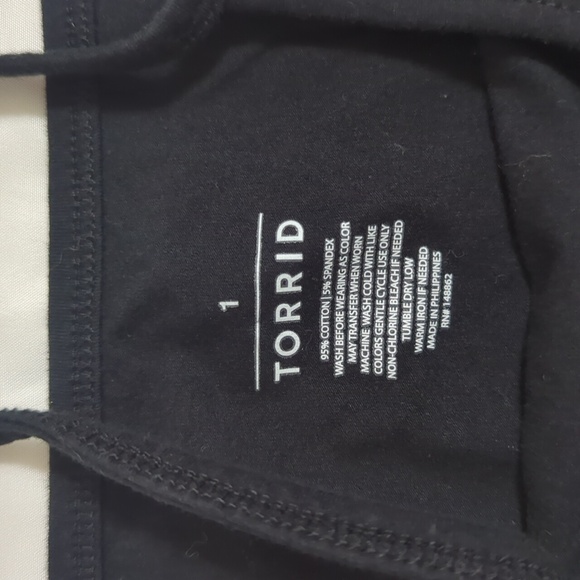 1
TORRID
95% COTTON | 5% SPANDEX
WASH BEFORE WEARING AS COLOR
MAY TRANSFER WHEN WORN
MACHINE WASH COLD WITH LIKE
COLORS GENTLE CYCLE USE ONLY
NON-CHLORINE BLEACH IF NEEDED
TUMBLE DRY LOW
WARM IRON IF NEEDED
MADE IN PHILIPPINES
RN# 148862